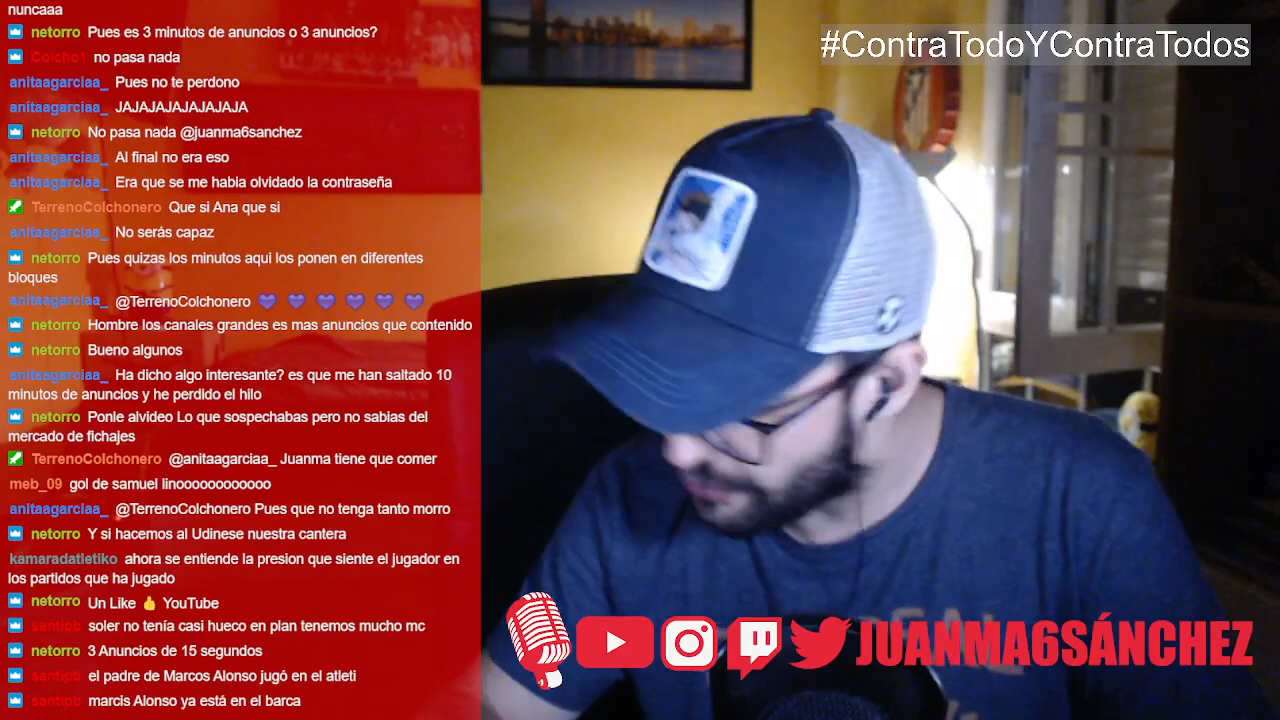 nuncaaa
netorro Pues es 3 minutos de anuncios o 3 anuncios?
Colcho1 no pasa nada
anitaagarciaa_ Pues no te perdono
anitaagarciaa_ JAJAJAJAJAJAJAJA
netorro No pasa nada @juanma6sanchez
anitaagarciaa_ Al final no era eso
anitaagarciaa_ Era que se me habia olvidado la contraseña
TerrenoColchonero Que si Ana que si
anitaagarciaa_ No serás capaz
netorro Pues quizas los minutos aqui los ponen en diferentes
bloques
anitaagarciaa_ @TerrenoColchonero 💜 💜 💜 💜 💜 💜
netorro Hombre los canales grandes es mas anuncios que contenido
netorro Bueno algunos
anitaagarciaa_ Ha dicho algo interesante? es que me han saltado 10
minutos de anuncios y he perdido el hilo
netorro Ponle alvideo Lo que sospechabas pero no sabias del
mercado de fichajes
TerrenoColchonero @anitaagarciaa_ Juanma tiene que comer
meb_09 gol de samuel linoooooooooooo
anitaagarciaa_ @TerrenoColchonero Pues que no tenga tanto morro
netorro Y si hacemos al Udinese nuestra cantera
kamaradatletiko ahora se entiende la presion que siente el jugador en
los partidos que ha jugado
netorro Un Like 👍 YouTube
santipb soler no tenía casi hueco en plan tenemos mucho mc
netorro 3 Anuncios de 15 segundos
santipb el padre de Marcos Alonso jugó en el atleti
santipb marcis Alonso ya está en el barca
#ContraTodoYContraTodos
JUANMA6SÁNCHEZ